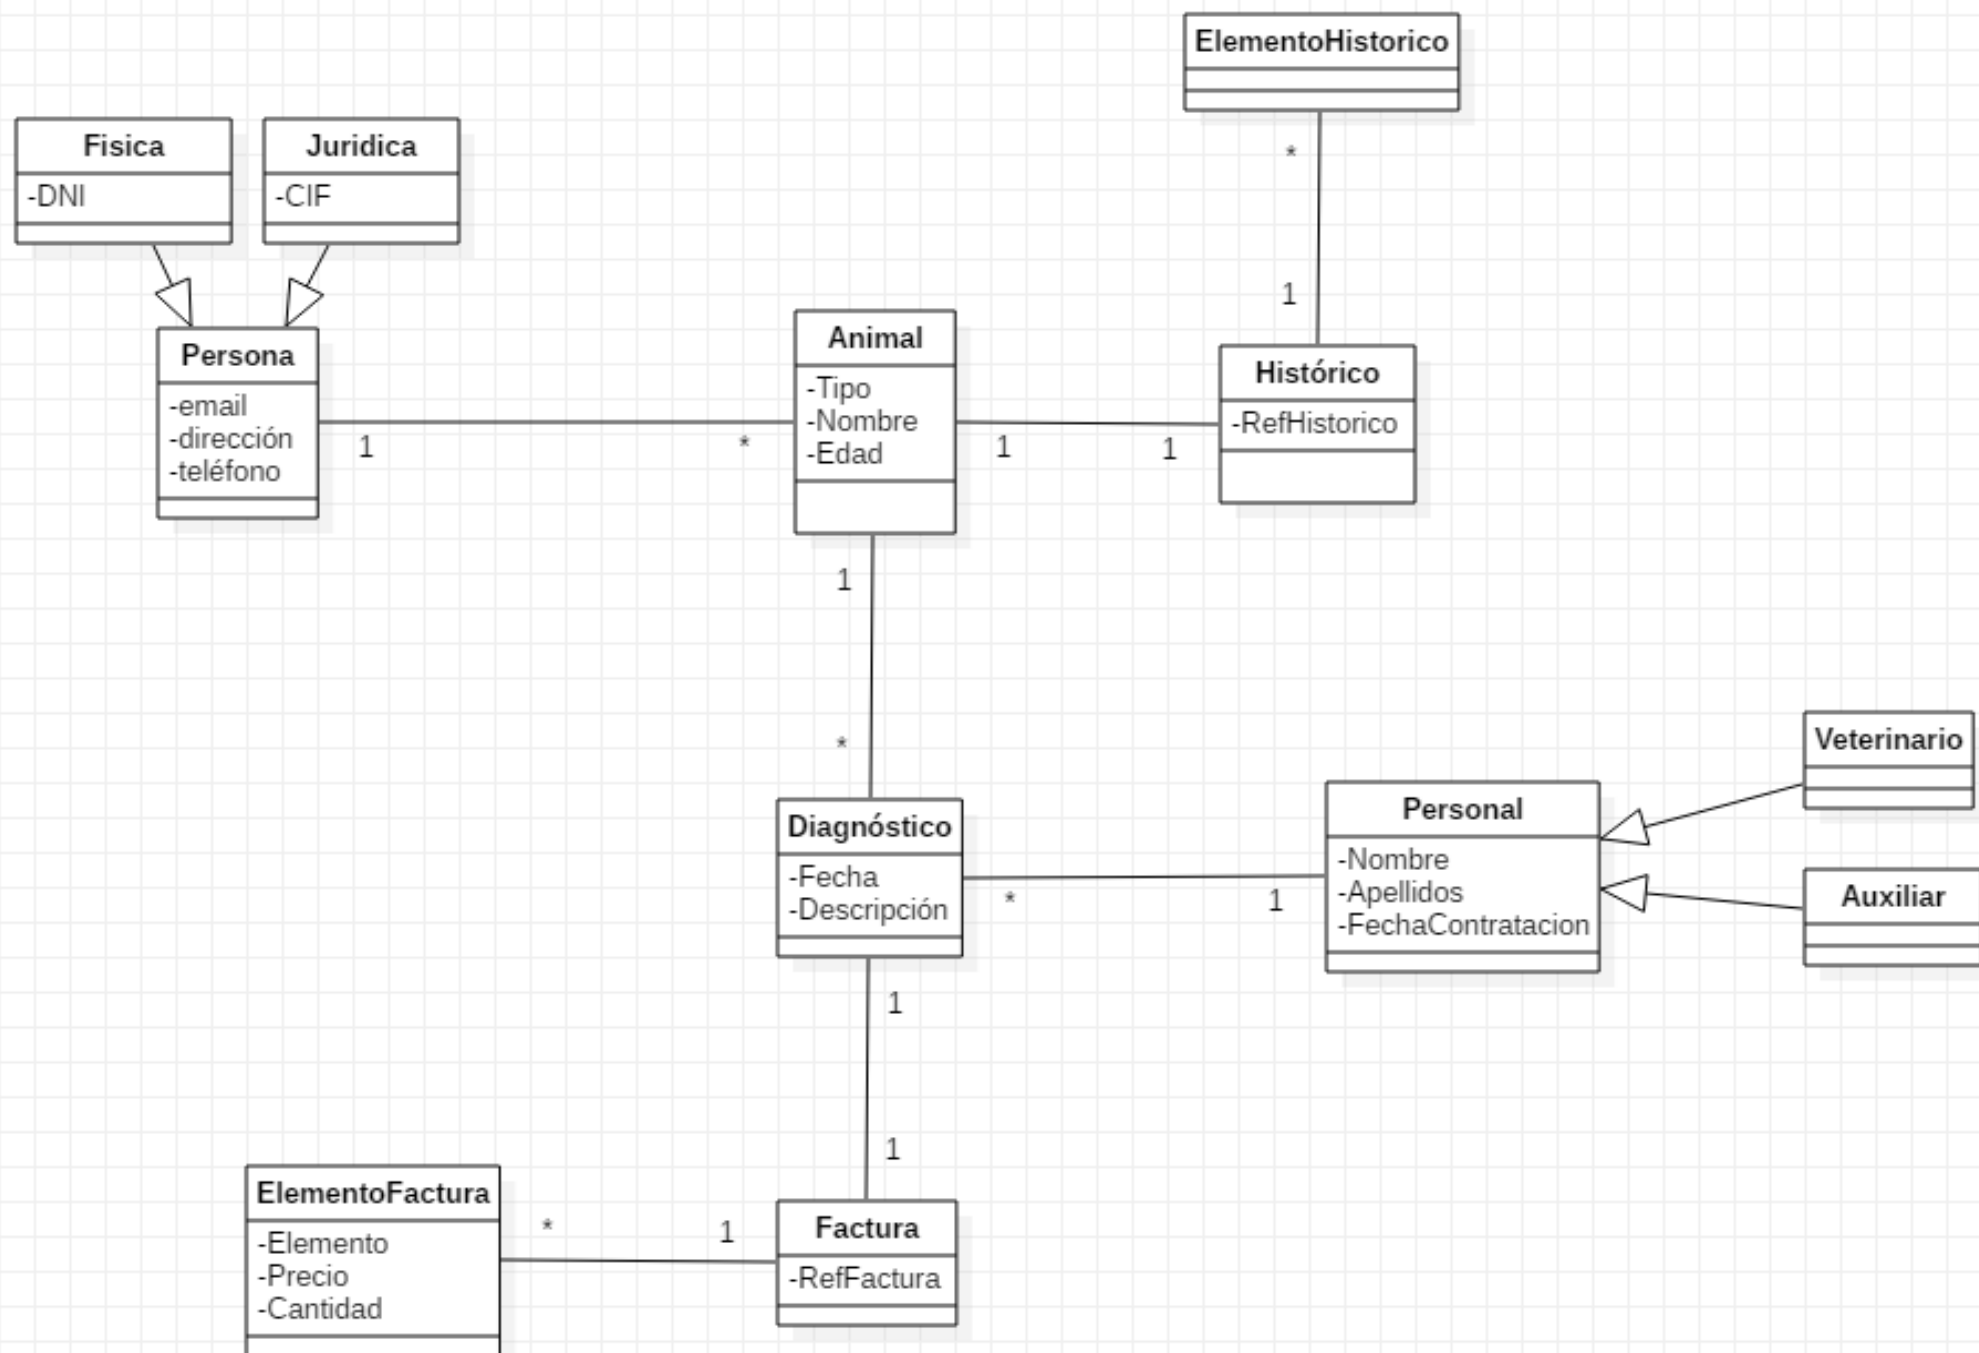 ElementoHistorico
*
1
Fisica
-DNI
Juridica
-CIF
Persona
-email
-dirección
-teléfono
1
*
Animal
-Tipo
-Nombre
-Edad
1
1
Histórico
-RefHistorico
1
*
Diagnóstico
-Fecha
-Descripción
*
1
Personal
-Nombre
-Apellidos
-FechaContratacion
Veterinario
Auxiliar
1
1
ElementoFactura
-Elemento
-Precio
-Cantidad
*
1
Factura
-RefFactura